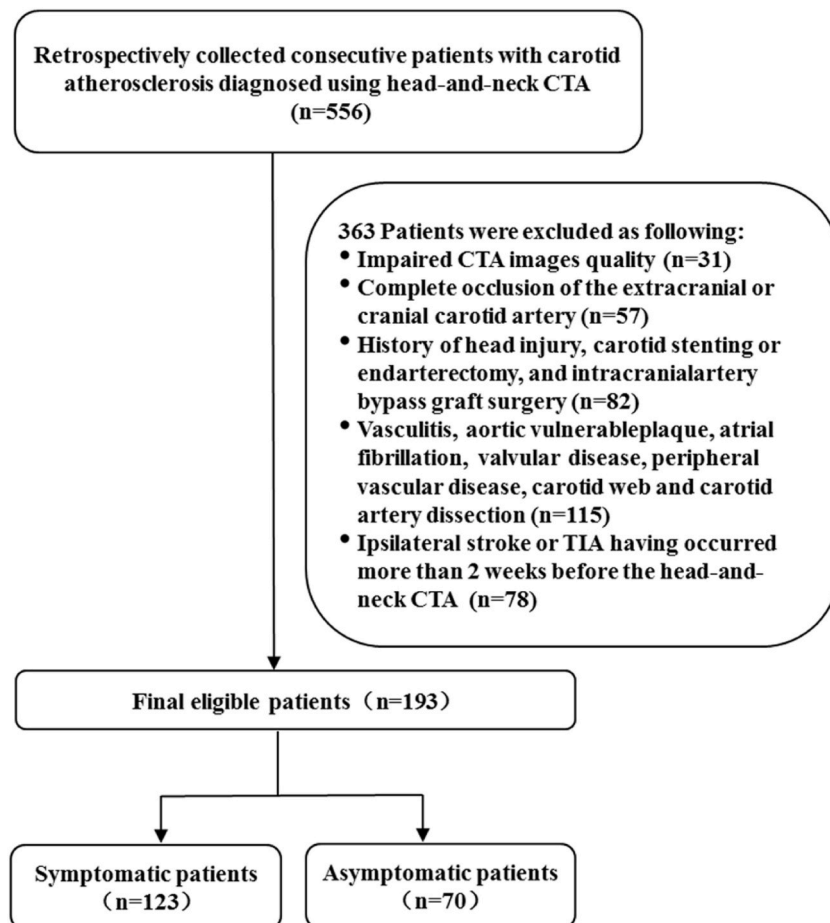 Retrospectively collected consecutive patients with carotid
atherosclerosis diagnosed using head-and-neck CTA
(n=556)
363 Patients were excluded as following:
• Impaired CTA images quality (n=31)
• Complete occlusion of the extracranial or
cranial carotid artery (n=57)
• History of head injury, carotid stenting or
endarterectomy, and intracranialartery
bypass graft surgery (n=82)
• Vasculitis, aortic vulnerableplaque, atrial
fibrillation, valvular disease, peripheral
vascular disease, carotid web and carotid
artery dissection (n=115)
• Ipsilateral stroke or TIA having occurred
more than 2 weeks before the head-and-
neck CTA (n=78)
Final eligible patients（n=193）
Symptomatic patients
（n=123）
Asymptomatic patients
（n=70）